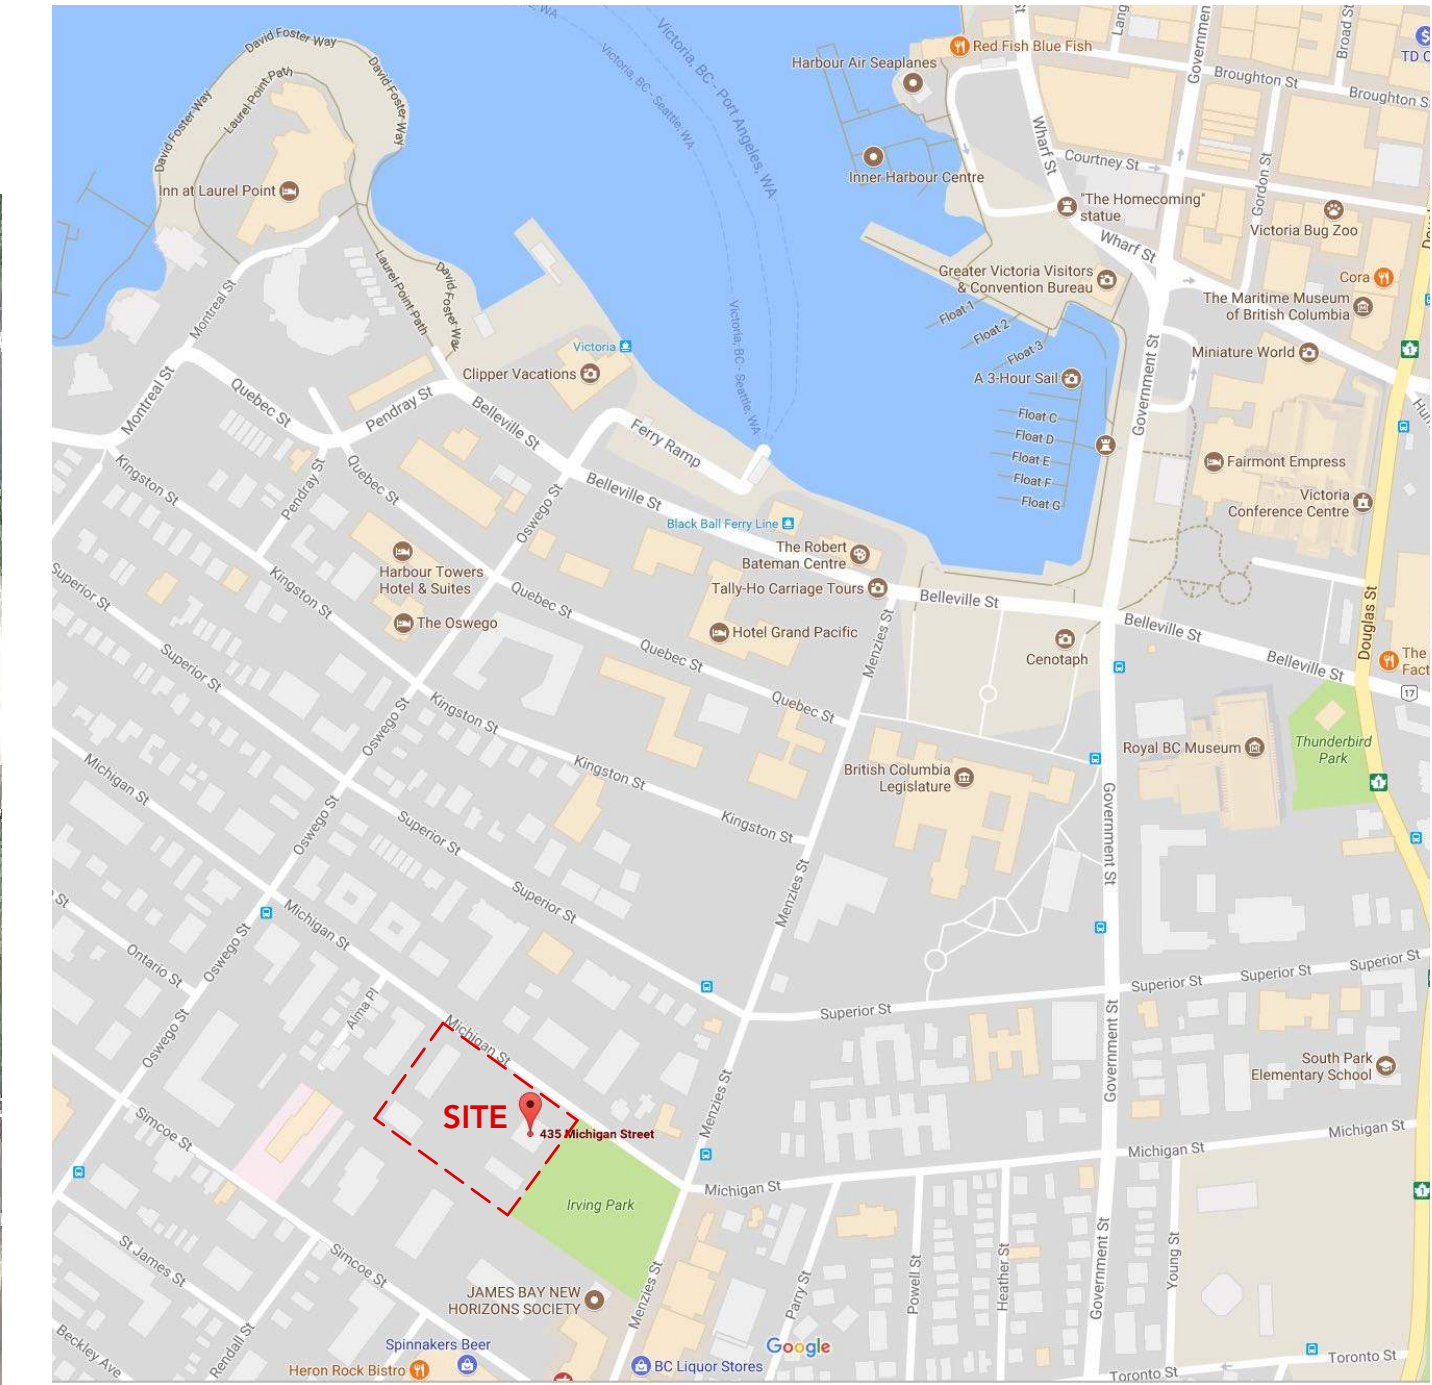 WA
David Foster Way
David Foster Way
David Foster Way
Laurel Point Path
Inn at Laurel Point
Victoria, BC - Seattle, WA
Victoria, BC - Port Angeles, WA
Victoria, BC - Seattle, WA
Harbour Air Seaplanes
Red Fish Blue Fish
Inner Harbour Centre
Government
Broad St
TD
Broughton St
Broughton S
Wharf St
Courtney St
Gordon St
"The Homecoming"
statue
Victoria Bug Zoo
Wharf St
Greater Victoria Visitors
& Convention Bureau
Cora
The Maritime Museum
of British Columbia
Float 1
Float 2
Float 3
Miniature World
Government St
A 3-Hour Sail
Float C
Float D
Float E
Float F
Float G
Fairmont Empress
Victoria
Conference Centre
Laurel Point Path
David Foster Way
Montreal St
Montreal St
Victoria
Clipper Vacations
Quebec St
Pendray St
Belleville St
Ferry Ramp
Kingston St
Pendray St
Quebec St
Oswego St
Belleville St
Black Ball Ferry Line
The Robert
Bateman Centre
Tally-Ho Carriage Tours
Harbour Towers
Hotel & Suites
The Oswego
Superior St
Kingston St
Quebec St
Hotel Grand Pacific
Menzies St
Belleville St
Belleville St
Belleville St
Douglas St
Cenotaph
The
Fact
17
Superior St
Oswego St
Kingston St
Quebec St
Quebec St
Royal BC Museum
Thunderbird
Park
British Columbia
Legislature
Michigan St
Kingston St
Kingston St
Oswego St
Superior St
Superior St
Government St
Menzies St
St
Ontario St
Michigan St
Oswego St
Alma Pl
Superior St
Superior St
Superior St
Superior St
Oswego St
Michigan St
Government St
South Park
Elementary School
SITE
435 Michigan Street
Menzies St
Simcoe St
Michigan St
Michigan St
Michigan St
Irving Park
St James St
Simcoe St
JAMES BAY NEW
HORIZONS SOCIETY
Menzies St
Parry St
Powell St
Heather St
Government St
Young St
Beckley Ave
Rendall St
Spinnakers Beer
Heron Rock Bistro
BC Liquor Stores
Google
Toronto St
Toronto St